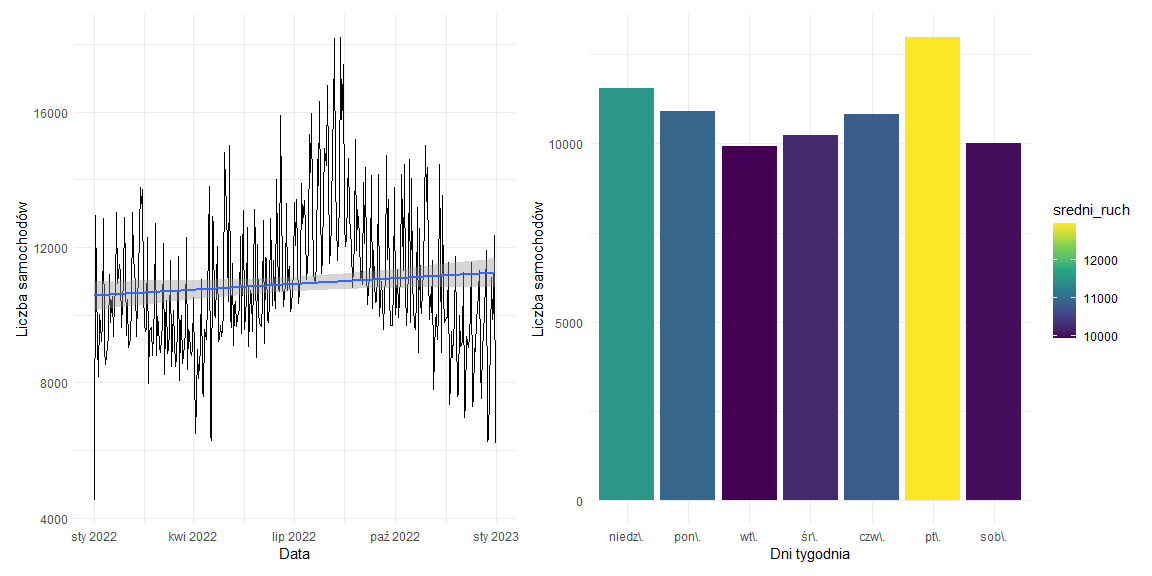 Liczba samochodów
16000
12000
8000
4000
sty 2022
kwi 2022
lip 2022
paź 2022
sty 2023
Data
Liczba samochodów
10000
5000
0
niedz\.
pon\.
wt\.
śr\.
czw\.
pt\.
sob\.
Dni tygodnia
sredni_ruch
12000
11000
10000